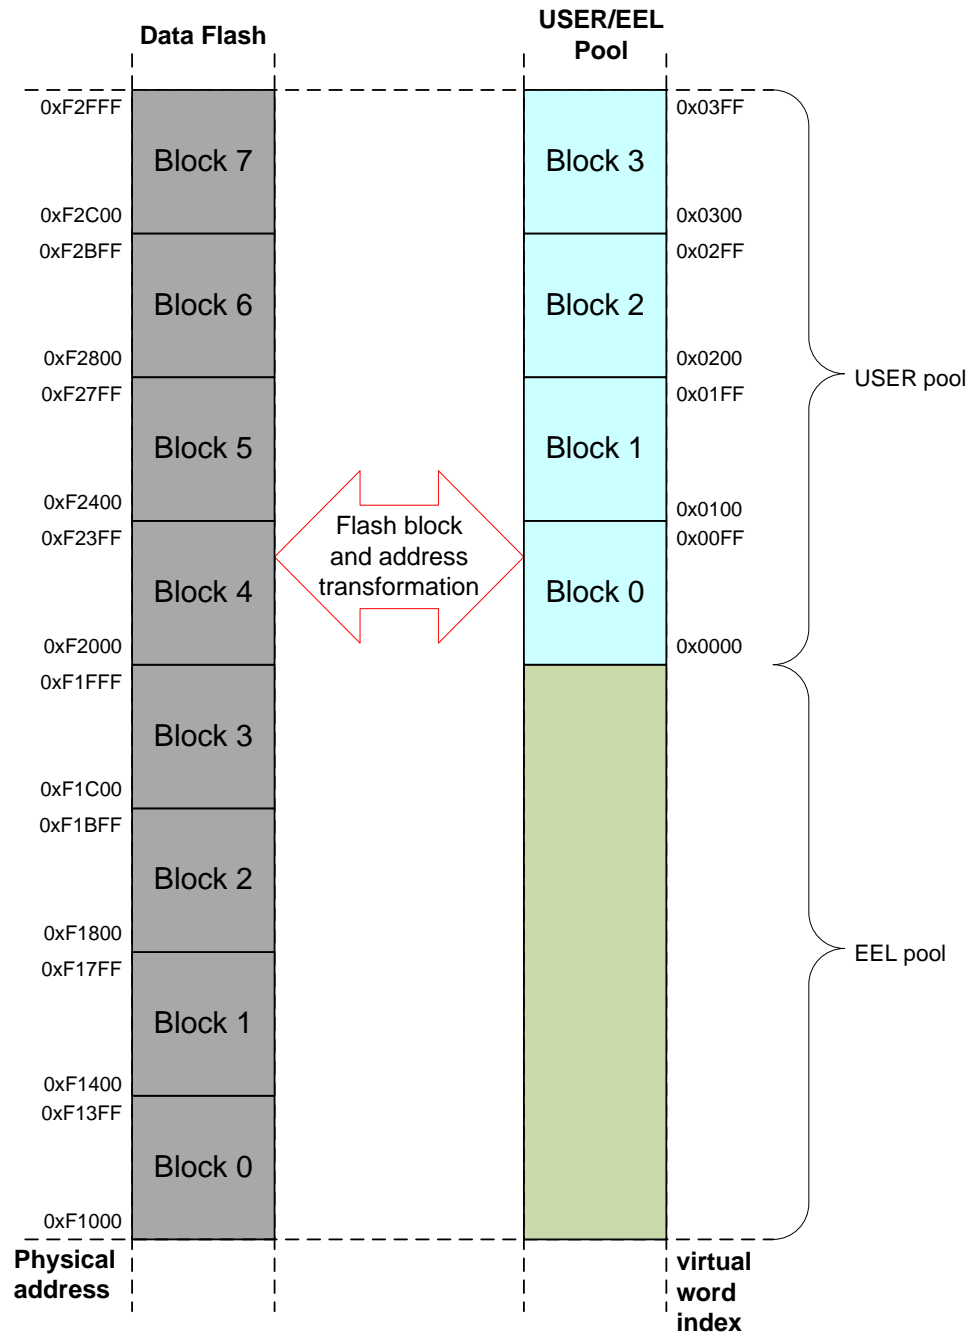 Data Flash
USER/EEL
Pool
0xF2FFF
Block 7
0xF2C00
0xF2BFF
Block 6
0xF2800
0xF27FF
Block 5
0xF2400
0xF23FF
Block 4
0xF2000
0xF1FFF
Block 3
0xF1C00
0xF1BFF
Block 2
0xF1800
0xF17FF
Block 1
0xF1400
0xF13FF
Block 0
0xF1000
Physical
address
Flash block
and address
transformation
0x03FF
Block 3
0x0300
0x02FF
Block 2
0x0200
0x01FF
Block 1
0x0100
0x00FF
Block 0
0x0000
virtual
word
index
USER pool
EEL pool